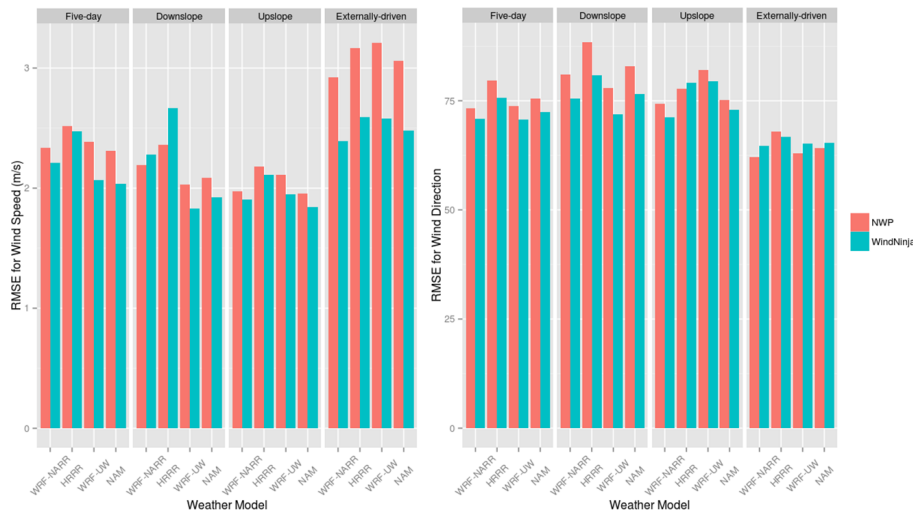 Five-day Downslope Upslope Externally-driven
3
2
1
0
RMSE for Wind Speed (m/s)
WRF-NARR HRRR WRF-UW NAM WRF-NARR HRRR WRF-UW NAM WRF-NARR HRRR WRF-UW NAM WRF-NARR HRRR WRF-UW NAM
Weather Model
Five-day Downslope Upslope Externally-driven
75
50
25
0
RMSE for Wind Direction
WRF-NARR HRRR WRF-UW NAM WRF-NARR HRRR WRF-UW NAM WRF-NARR HRRR WRF-UW NAM WRF-NARR HRRR WRF-UW NAM
Weather Model
NWP
WindNinja